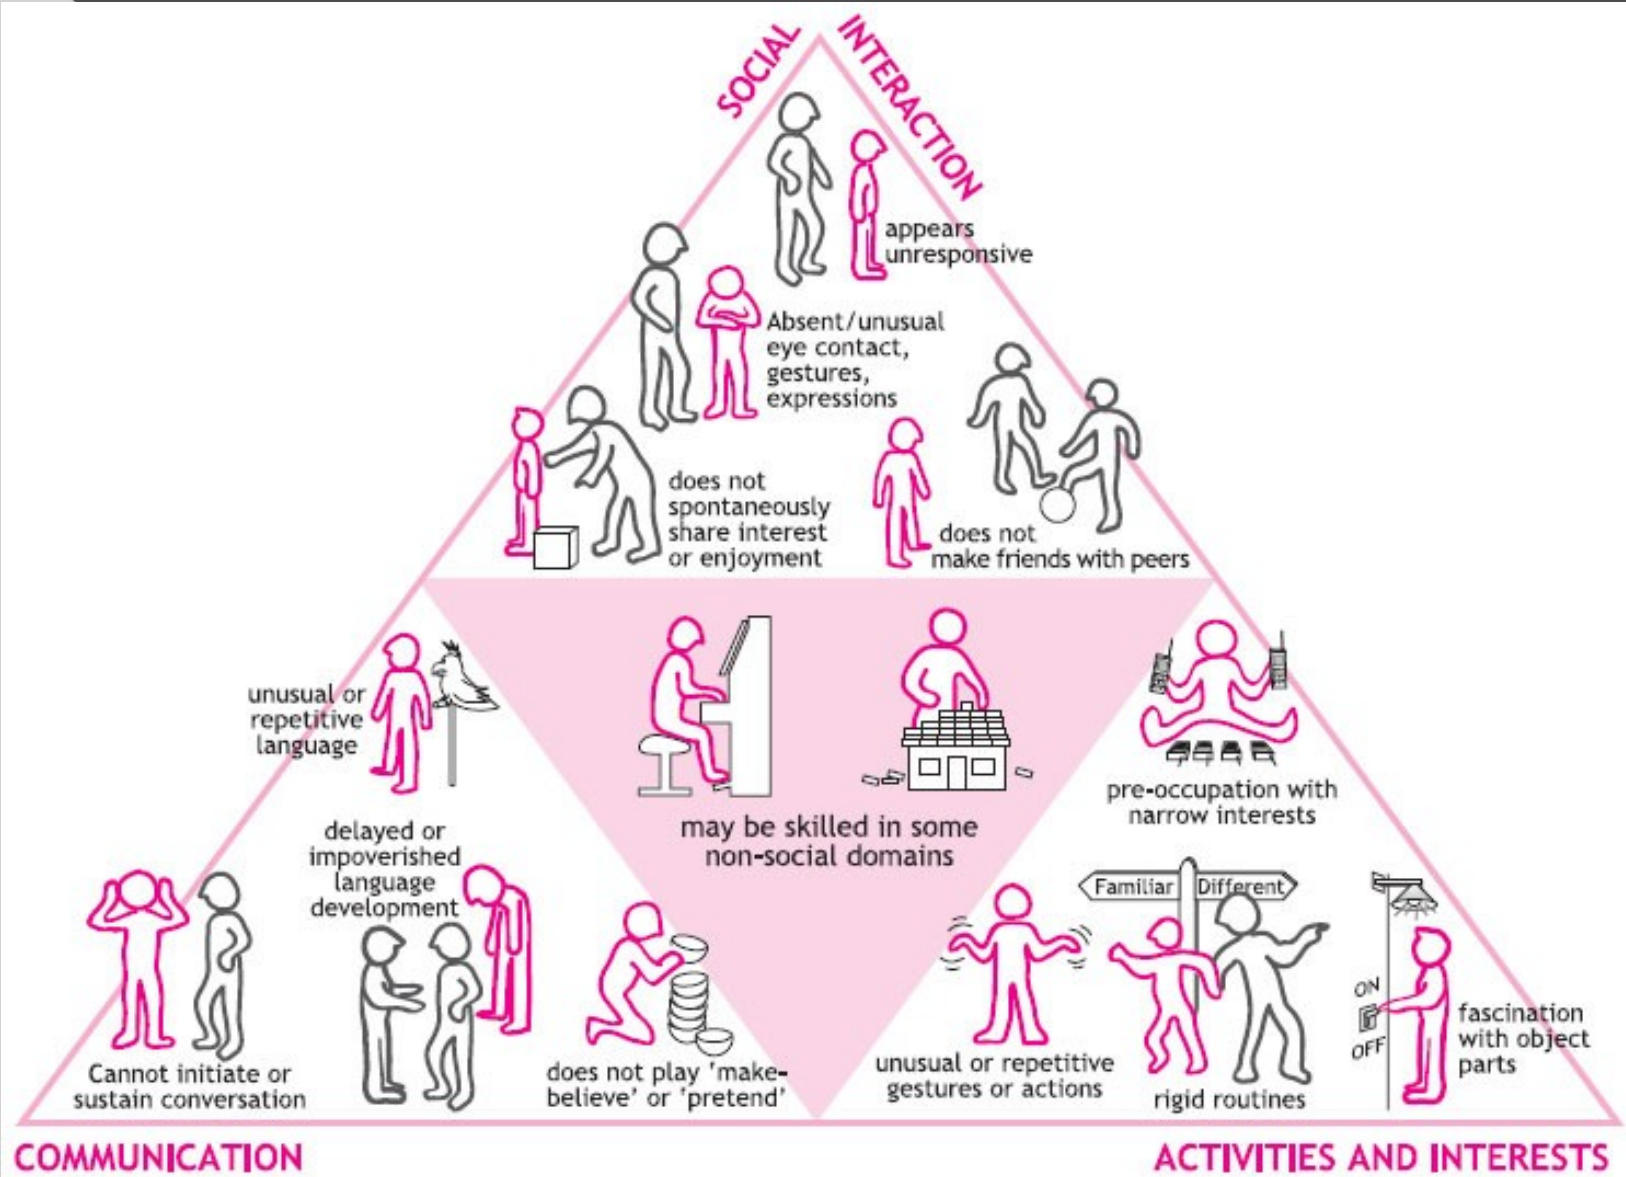 SOCIAL
INTERACTION
appears
unresponsive
Absent/unusual
eye contact,
gestures,
expressions
does not
spontaneously
share interest
or enjoyment
does not
make friends with peers
unusual or
repetitive
language
may be skilled in some
non-social domains
pre-occupation with
narrow interests
delayed or
impoverished
language
development
Familiar
Different
Cannot initiate or
sustain conversation
does not play 'make-
believe' or 'pretend'
unusual or repetitive
gestures or actions
rigid routines
ON
OFF
fascination
with object
parts
COMMUNICATION
ACTIVITIES AND INTERESTS